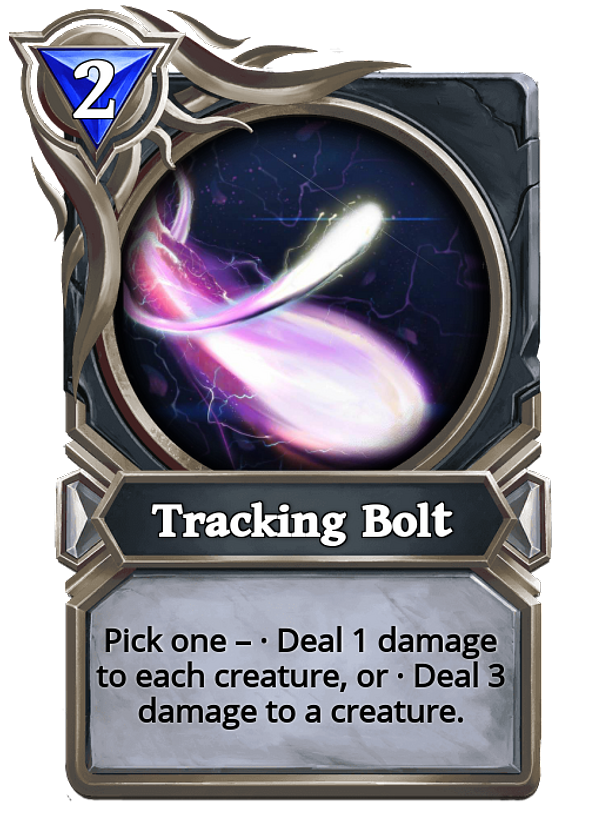 2
Tracking Bolt
Pick one – · Deal 1 damage
to each creature, or · Deal 3
damage to a creature.